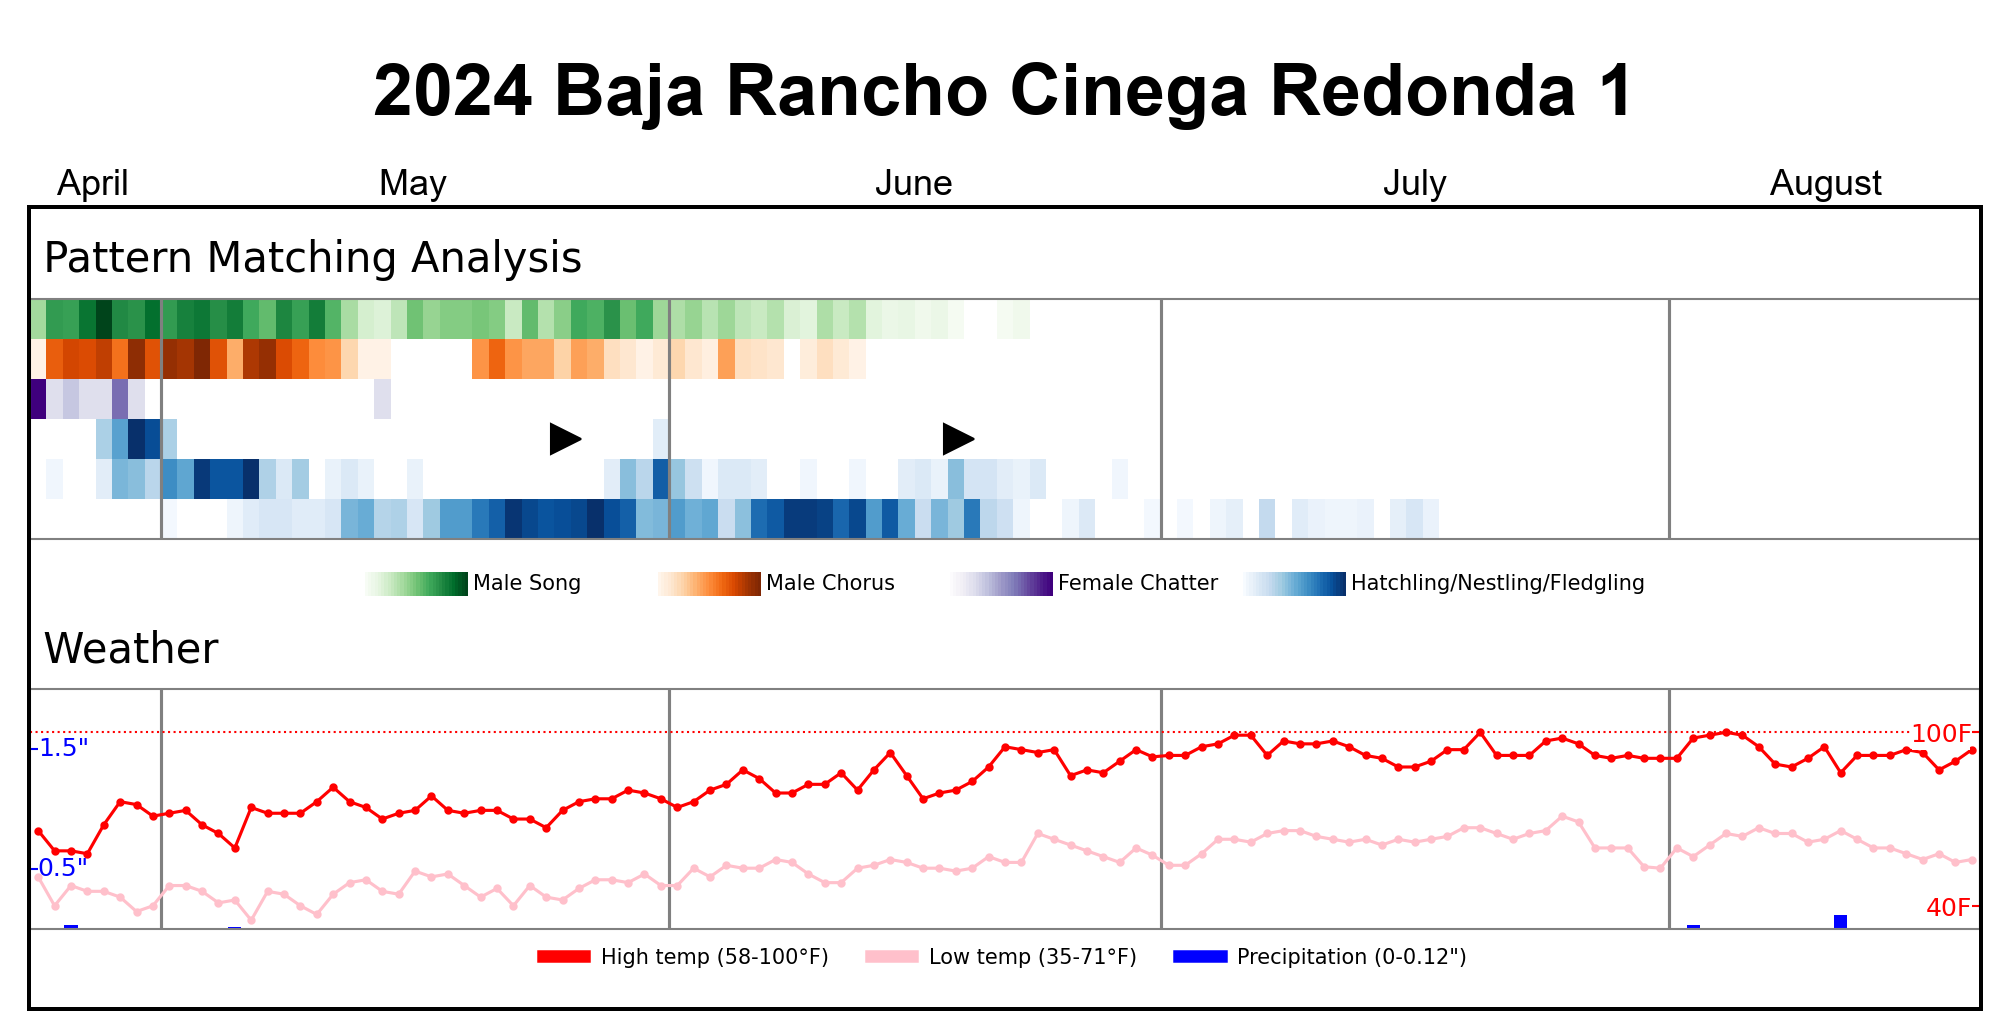 2024 Baja Rancho Cinega Redonda 1
April May June July August
Pattern Matching Analysis
Male Song Male Chorus Female Chatter Hatchling/Nestling/Fledgling
Weather
1.5" 100F
0.5"
40F
High temp (58-100°F) Low temp (35-71°F) Precipitation (0-0.12")